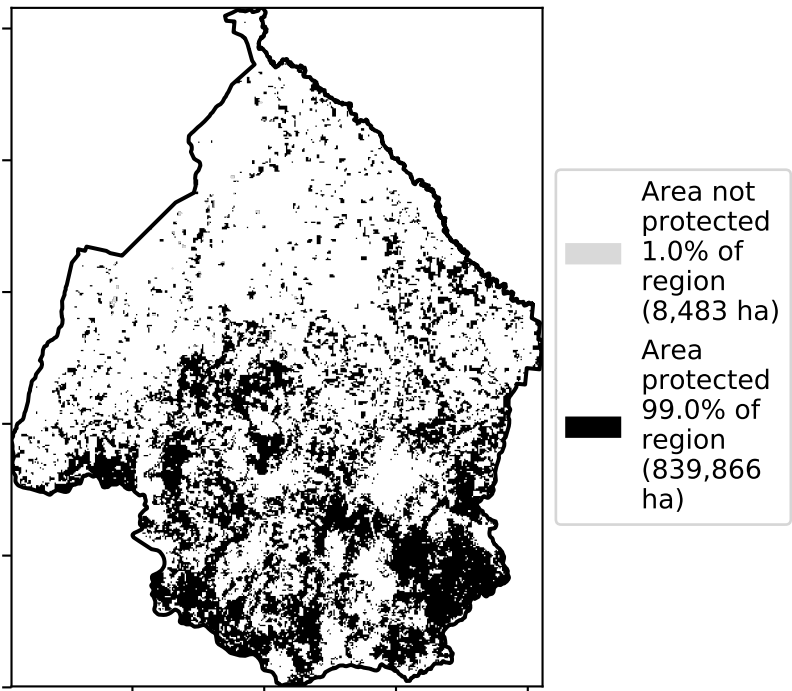 Area not
protected
1.0% of
region
(8,483 ha)
Area
protected
99.0% of
region
(839,866
ha)